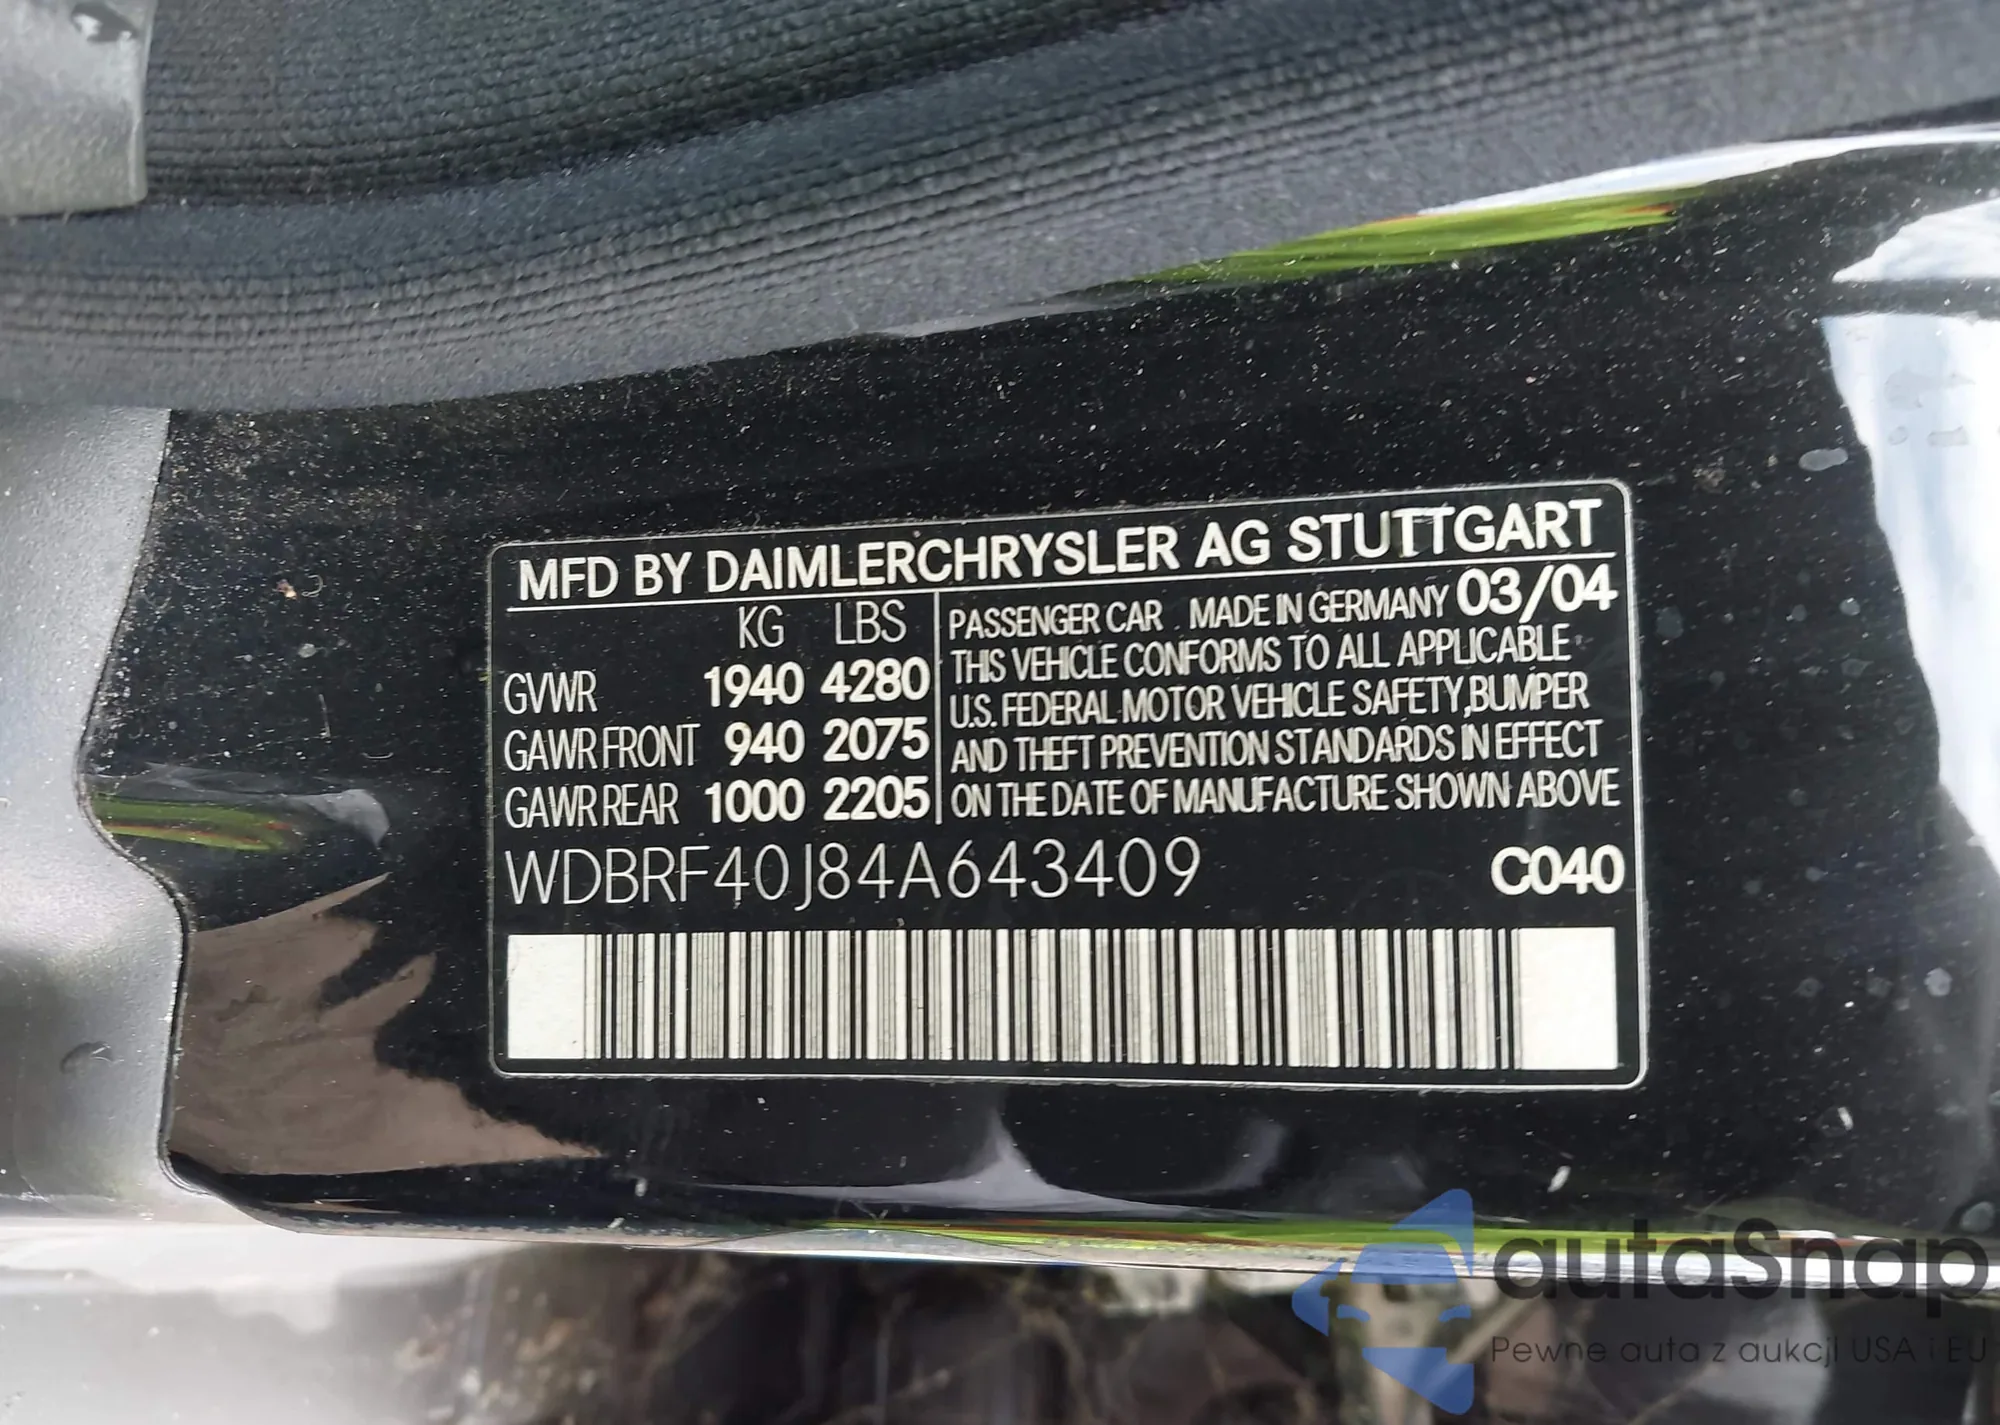 MFD BY DAIMLERCHRYSLER AG STUTTGART
KG LBS
GVWR 1940 4280
GAWR FRONT 940 2075
GAWR REAR 1000 2205
PASSENGER CAR MADE IN GERMANY 03/04
THIS VEHICLE CONFORMS TO ALL APPLICABLE
U.S. FEDERAL MOTOR VEHICLE SAFETY,BUMPER
AND THEFT PREVENTION STANDARDS IN EFFECT
ON THE DATE OF MANUFACTURE SHOWN ABOVE
WDBRF40J84A643409 C040
autaSnap
Pewne auta z aukcji USA i EU